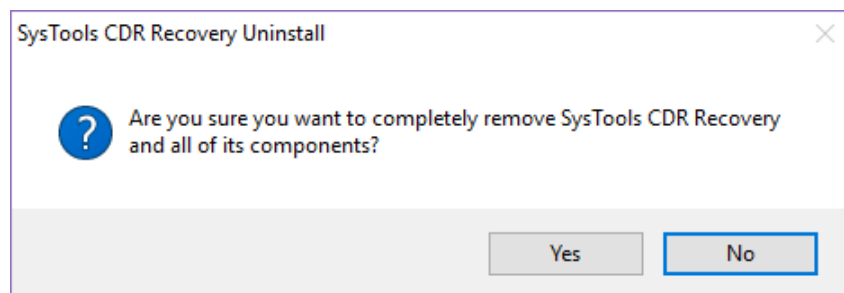 SysTools CDR Recovery Uninstall
Are you sure you want to completely remove SysTools CDR Recovery
and all of its components?
Yes No